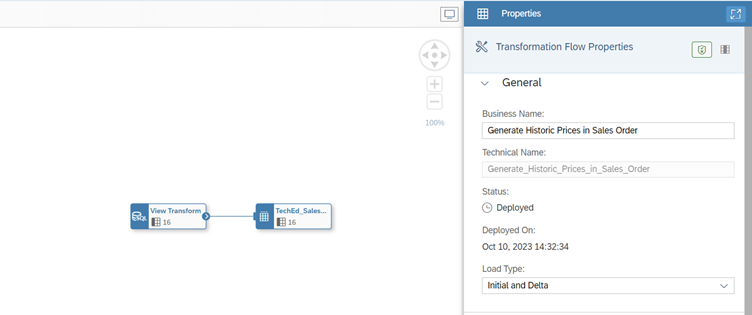 Properties
Transformation Flow Properties
General
Business Name:
Generate Historic Prices in Sales Order
Technical Name:
Generate_Historic_Prices_in_Sales_Order
Status:
Deployed
Deployed On:
Oct 10, 2023 14:32:34
Load Type:
Initial and Delta
100%
View Transform
16
TechEd_Sales...
16